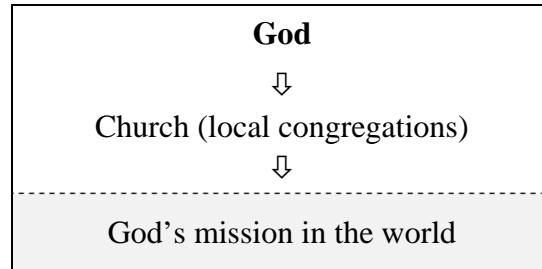 God
⇩
Church (local congregations)
⇩
God’s mission in the world